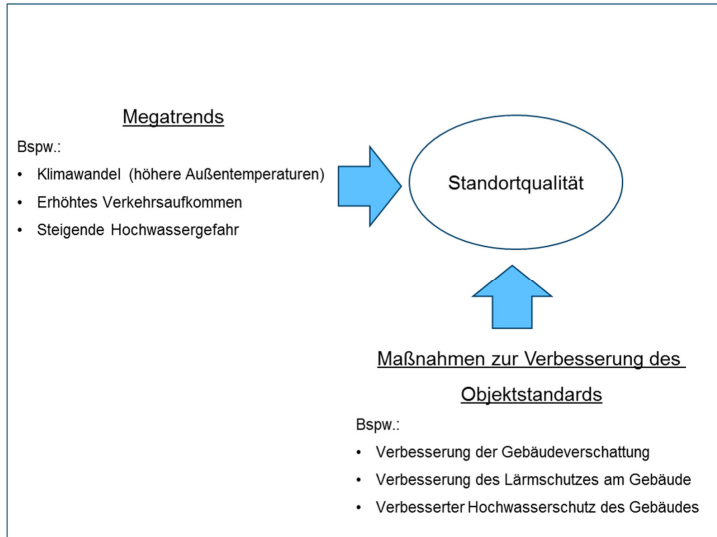 Megatrends
Bspw.:
• Klimawandel (höhere Außentemperaturen)
• Erhöhtes Verkehrsaufkommen
• Steigende Hochwassergefahr
Standortqualität
Maßnahmen zur Verbesserung des
Objektstandards
Bspw.:
• Verbesserung der Gebäudeverschattung
• Verbesserung des Lärmschutzes am Gebäude
• Verbesserter Hochwasserschutz des Gebäudes